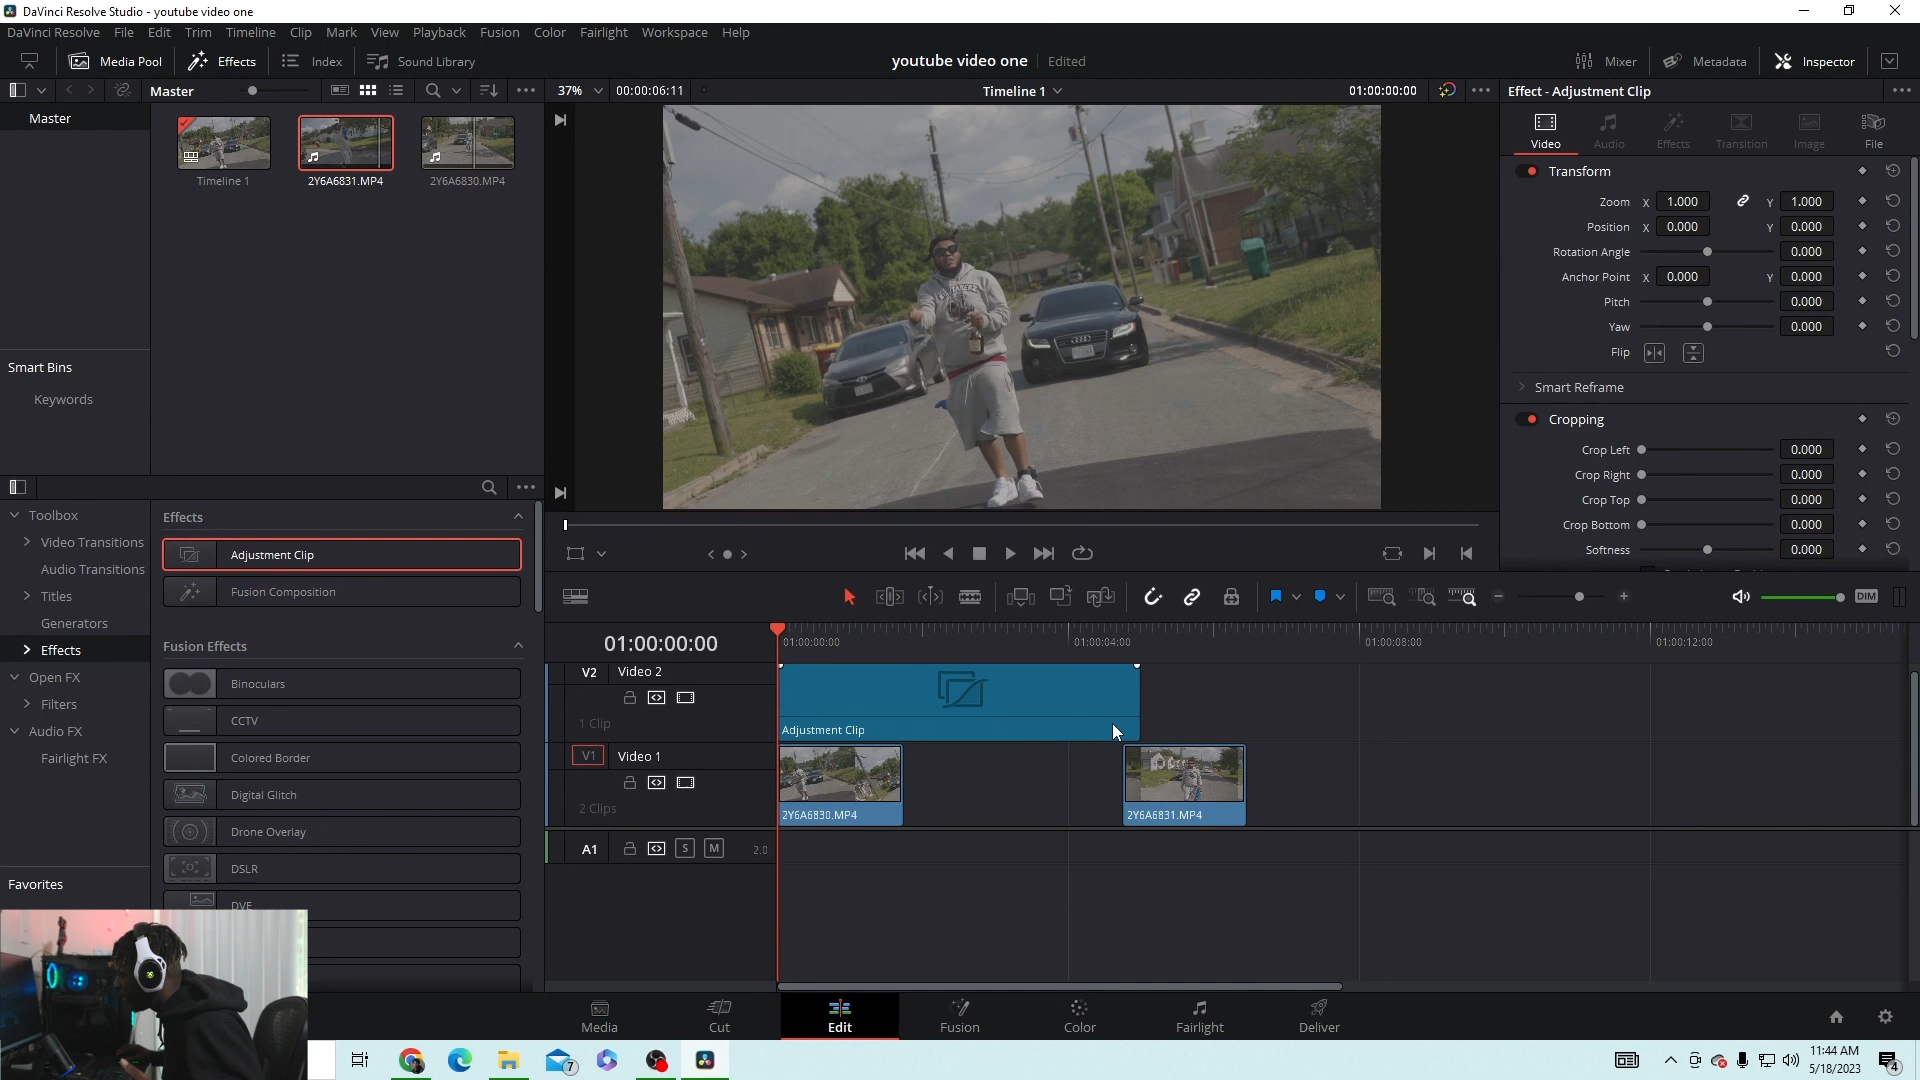 DaVinci Resolve Studio - youtube video one
DaVinci Resolve File Edit Trim Timeline Clip Mark View Playback Fusion Color Fairlight Workspace Help
Media Pool Effects Index Sound Library youtube video one Edited Mixer Metadata Inspector
Master 37% 00:00:06:11 Timeline 1 01:00:00:00 Effect - Adjustment Clip
Master
Timeline 1 2Y6A6831.MP4 2Y6A6830.MP4
Video Audio Effects Transition Image File
Transform
Zoom X 1.000 Y 1.000
Position X 0.000 Y 0.000
Rotation Angle 0.000
Anchor Point X 0.000 Y 0.000
Pitch 0.000
Yaw 0.000
Flip
Smart Reframe
Cropping
Crop Left 0.000
Crop Right 0.000
Crop Top 0.000
Crop Bottom 0.000
Softness 0.000
Smart Bins
Keywords
Toolbox
Video Transitions
Audio Transitions
Titles
Generators
Effects
Open FX
Filters
Audio FX
Fairlight FX
Favorites
Effects
Adjustment Clip
Fusion Composition
Fusion Effects
Binoculars
CCTV
Colored Border
Digital Glitch
Drone Overlay
DSLR
DVE
DIM
01:00:00:00 01:00:00:00 01:00:04:00 01:00:08:00 01:00:12:00
V2 Video 2
1 Clip
Adjustment Clip
V1 Video 1
2 Clips
2Y6A6830.MP4 2Y6A6831.MP4
A1 S M 2.0
Media Cut Edit Fusion Color Fairlight Deliver
7
11:44 AM
5/18/2023
4